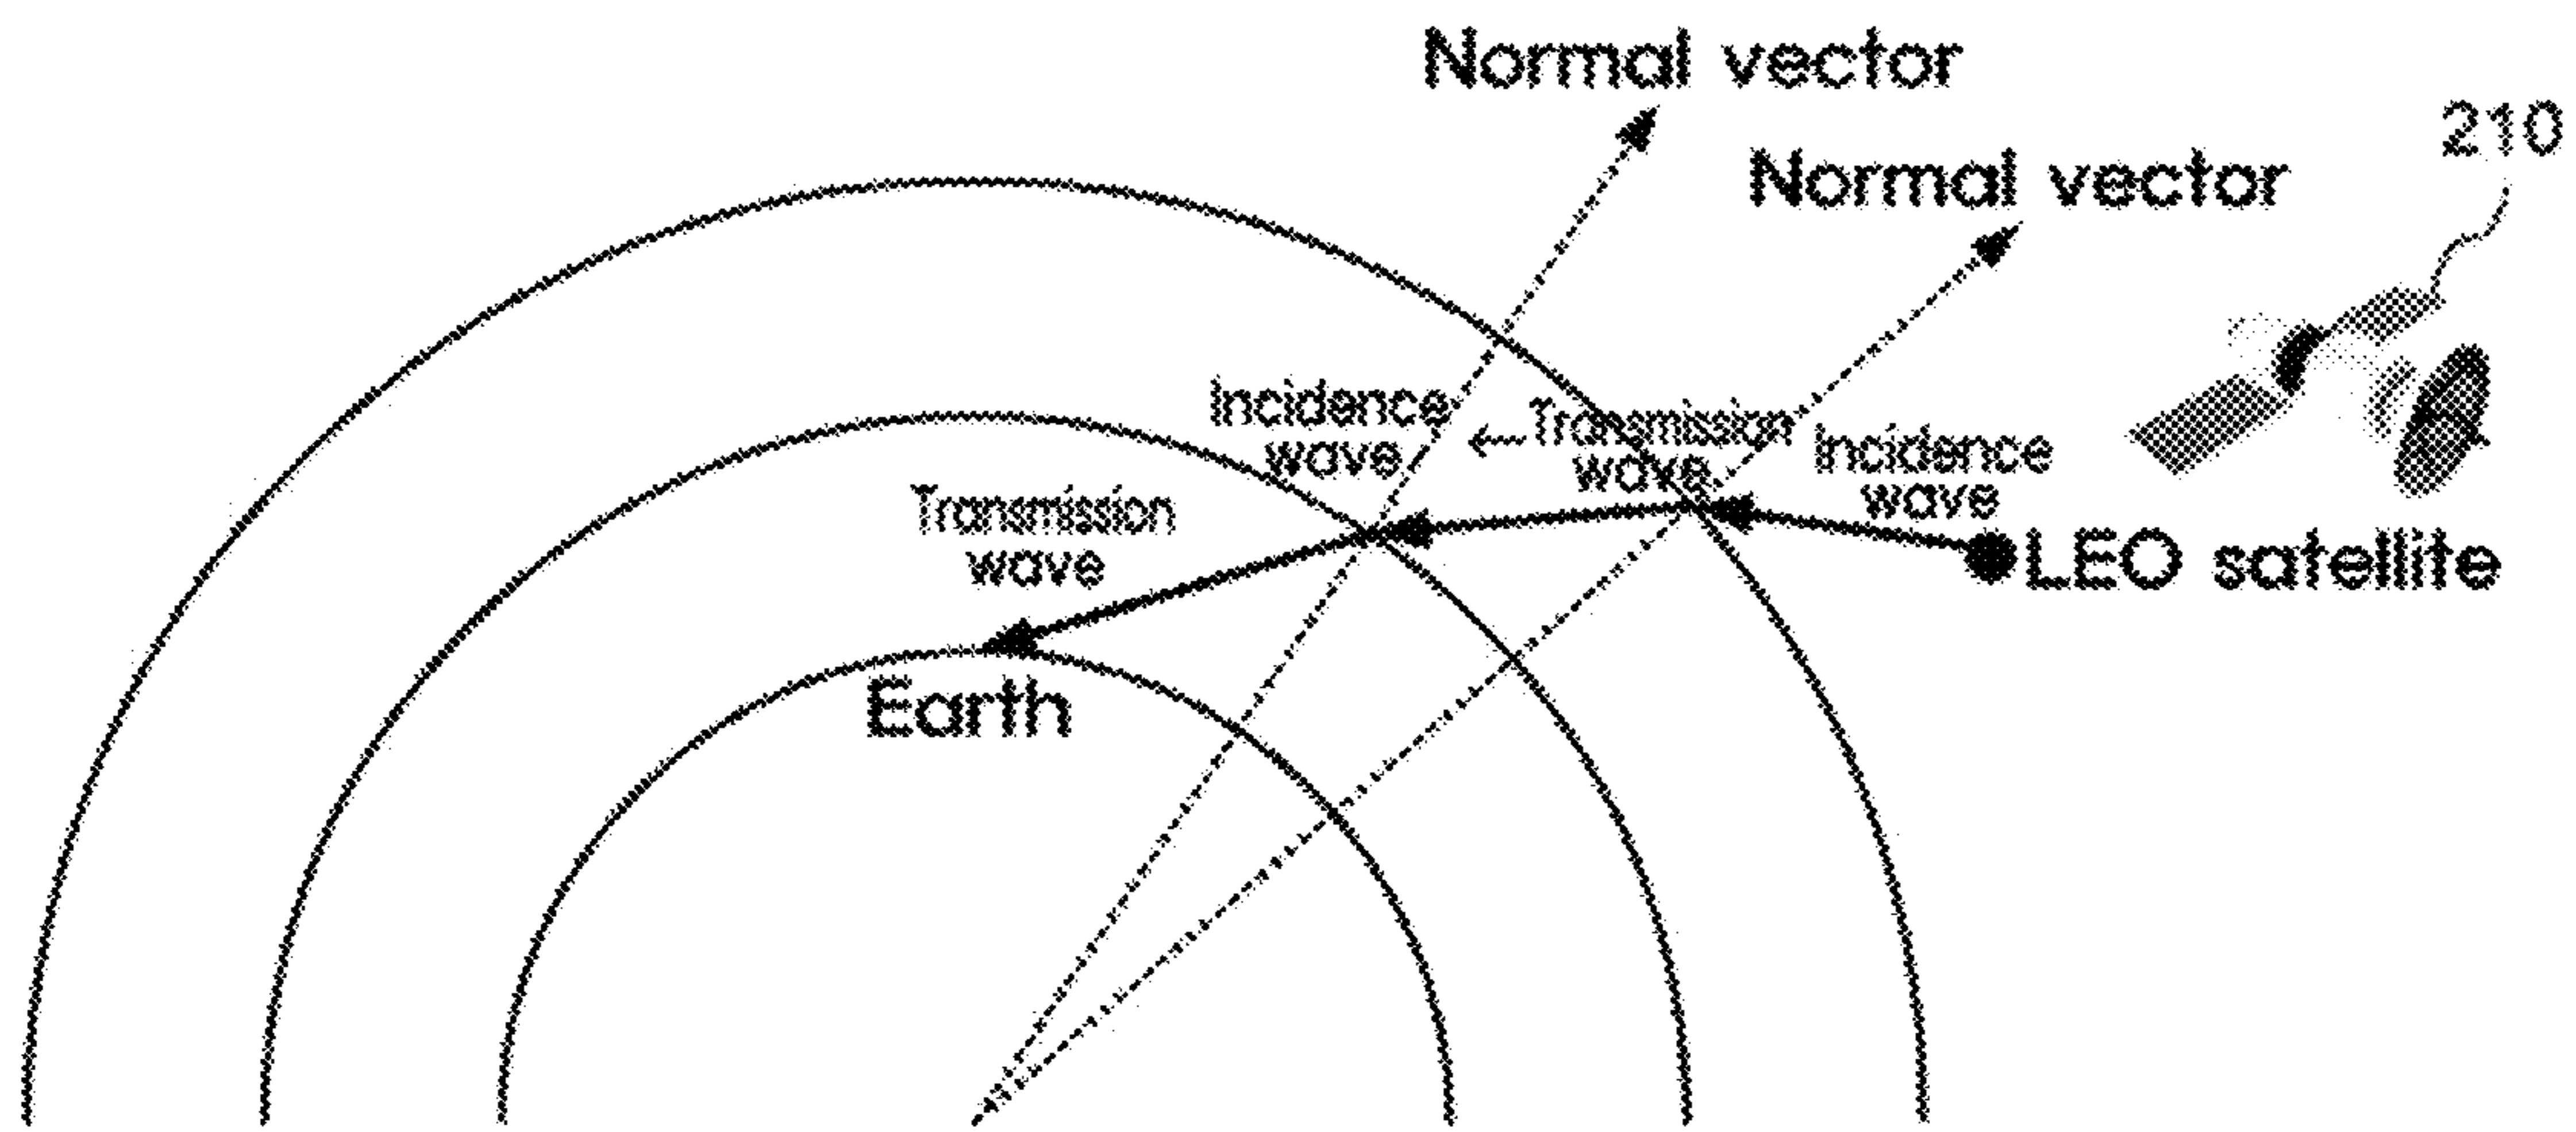 Normal vector
210
Normal vector
Incidence
wave
←Transmission
wave
Incidence
wave
Transmission
wave
LEO satellite
Earth